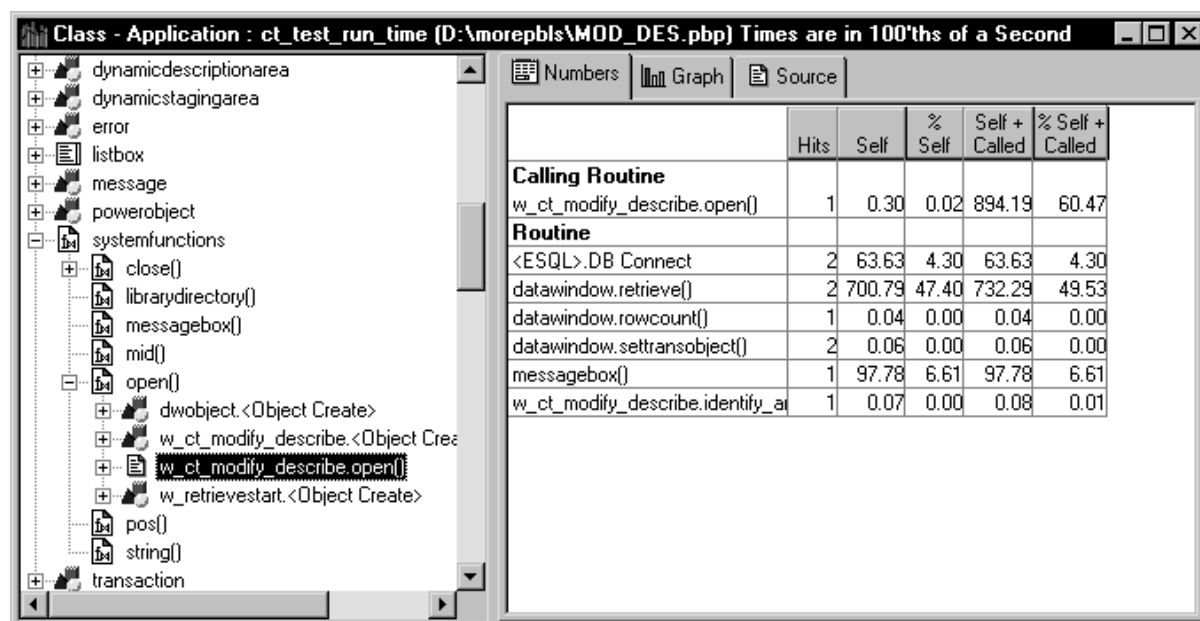 Class - Application : ct_test_run_time (D:\morepbls\MOD_DES.pbp) Times are in 100'ths of a Second
dynamicdescriptionarea
dynamicstagingarea
error
listbox
message
powerobject
systemfunctions
close()
librarydirectory()
messagebox()
mid()
open()
dwobject.<Object Create>
w_ct_modify_describe.<Object Crea
w_ct_modify_describe.open()
w_retrievestart.<Object Create>
pos()
string()
transaction
Numbers Graph Source
Hits Self % Self Self + Called % Self + Called
Calling Routine
w_ct_modify_describe.open() 1 0.30 0.02 894.19 60.47
Routine
<ESQL>.DB Connect 2 63.63 4.30 63.63 4.30
datawindow.retrieve() 2 700.79 47.40 732.29 49.53
datawindow.rowcount() 1 0.04 0.00 0.04 0.00
datawindow.settransobject() 2 0.06 0.00 0.06 0.00
messagebox() 1 97.78 6.61 97.78 6.61
w_ct_modify_describe.identify_a 1 0.07 0.00 0.08 0.01